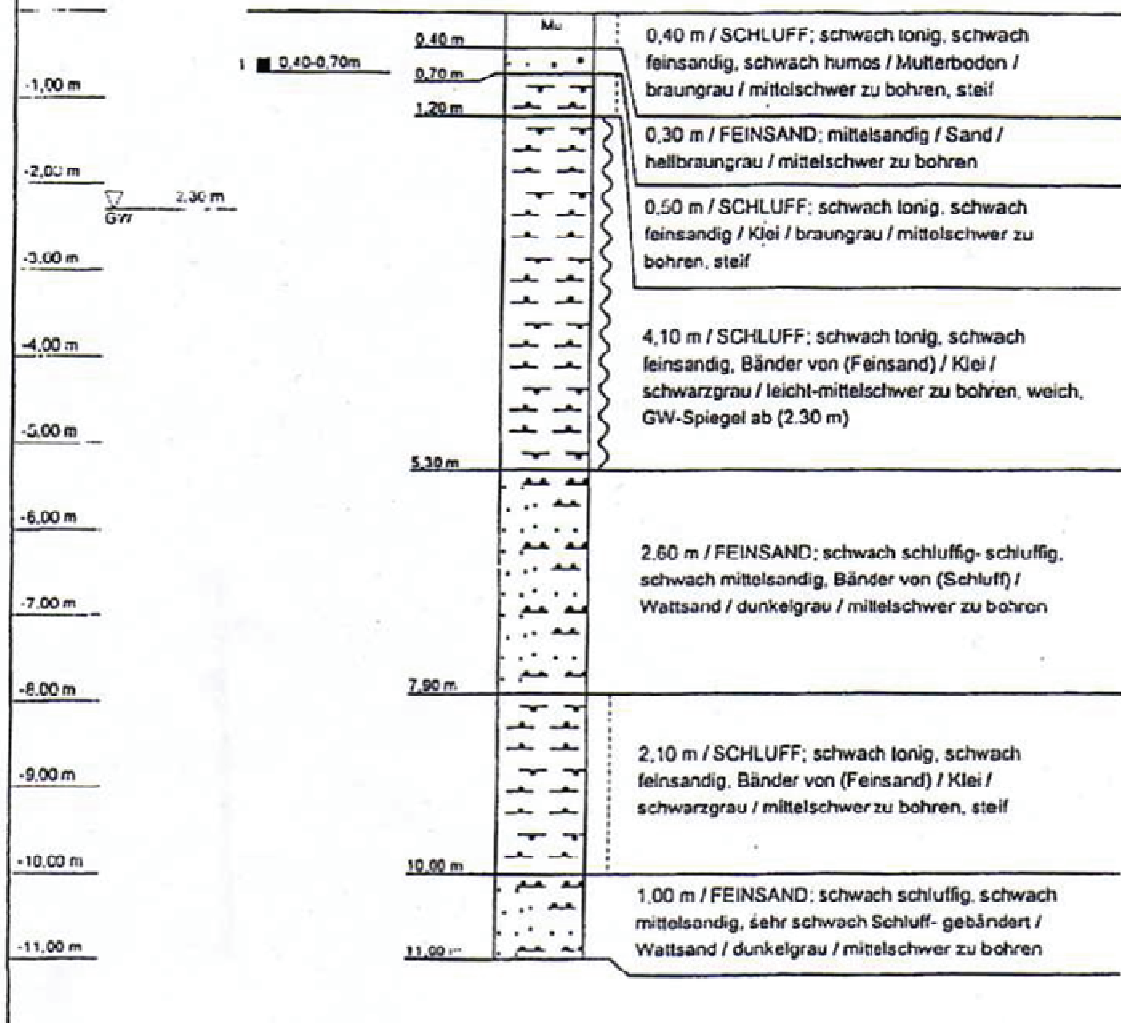 Mu
0,40 m
0,40 m / SCHLUFF; schwach tonig, schwach
feinsandig, schwach humos / Mutterboden /
braungrau / mittelschwer zu bohren, steif
1 0,40-0,70m
0,70 m
-1,00 m
1,20 m
0,30 m / FEINSAND; mittelsandig / Sand /
hellbraungrau / mittelschwer zu bohren
-2,00 m
2.30 m
GW
0,50 m / SCHLUFF; schwach tonig, schwach
feinsandig / Klei / braungrau / mittelschwer zu
bohren, steif
-3,00 m
-4,00 m
4,10 m / SCHLUFF; schwach tonig, schwach
feinsandig, Bänder von (Feinsand) / Klei /
schwarzgrau / leicht-mittelschwer zu bohren, weich,
GW-Spiegel ab (2.30 m)
-5,00 m
5,30 m
-6,00 m
2,60 m / FEINSAND; schwach schluffig- schluffig,
schwach mittelsandig, Bänder von (Schluff) /
Wattsand / dunkelgrau / mittelschwer zu bohren
-7,00 m
7,90 m
-8,00 m
2,10 m / SCHLUFF; schwach tonig, schwach
feinsandig, Bänder von (Feinsand) / Klei /
schwarzgrau / mittelschwer zu bohren, steif
-9,00 m
-10,00 m
10,00 m
1,00 m / FEINSAND; schwach schluffig, schwach
mittelsandig, sehr schwach Schluff- gebändert /
Wattsand / dunkelgrau / mittelschwer zu bohren
-11,00 m
11,00 m